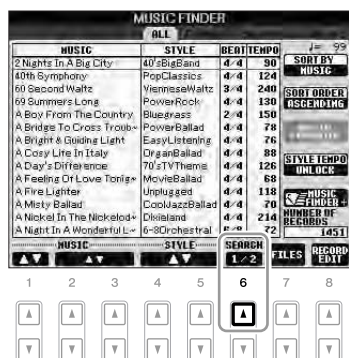 MUSIC FINDER
ALL
♩= 99
MUSIC STYLE BEAT TEMPO
2 Nights In A Big City 40'sBigBand 4/4 90
40th Symphony PopClassics 4/4 124
60 Second Waltz VienneseWaltz 3/4 240
69 Summers Long PowerRock 4/4 130
A Boy From The Country Bluegrass 2/4 150
A Bridge To Cross Troub~ PowerBallad 4/4 78
A Bright & Guiding Light EasyListening 4/4 76
A Cosy Life In Italy OrganBallad 4/4 88
A Day's Difference 70'sTVTheme 4/4 126
A Feeling Of Love Tonig~ MovieBallad 4/4 68
A Fire Lighter Unplugged 4/4 118
A Misty Ballad CoolJazzBallad 4/4 70
A Nickel In The Nickelod~ Dixieland 4/4 214
A Night In A Wonderful L~ 6-8Orchestral 72
SORT BY
MUSIC
SORT ORDER
ASCENDING
STYLE TEMPO
UNLOCK
MUSIC
FINDER+
NUMBER OF
RECORDS
1451
MUSIC STYLE SEARCH
▲▼ ▲▼ ▲▼ 1/2 FILES RECORD EDIT
1 2 3 4 5 6 7 8